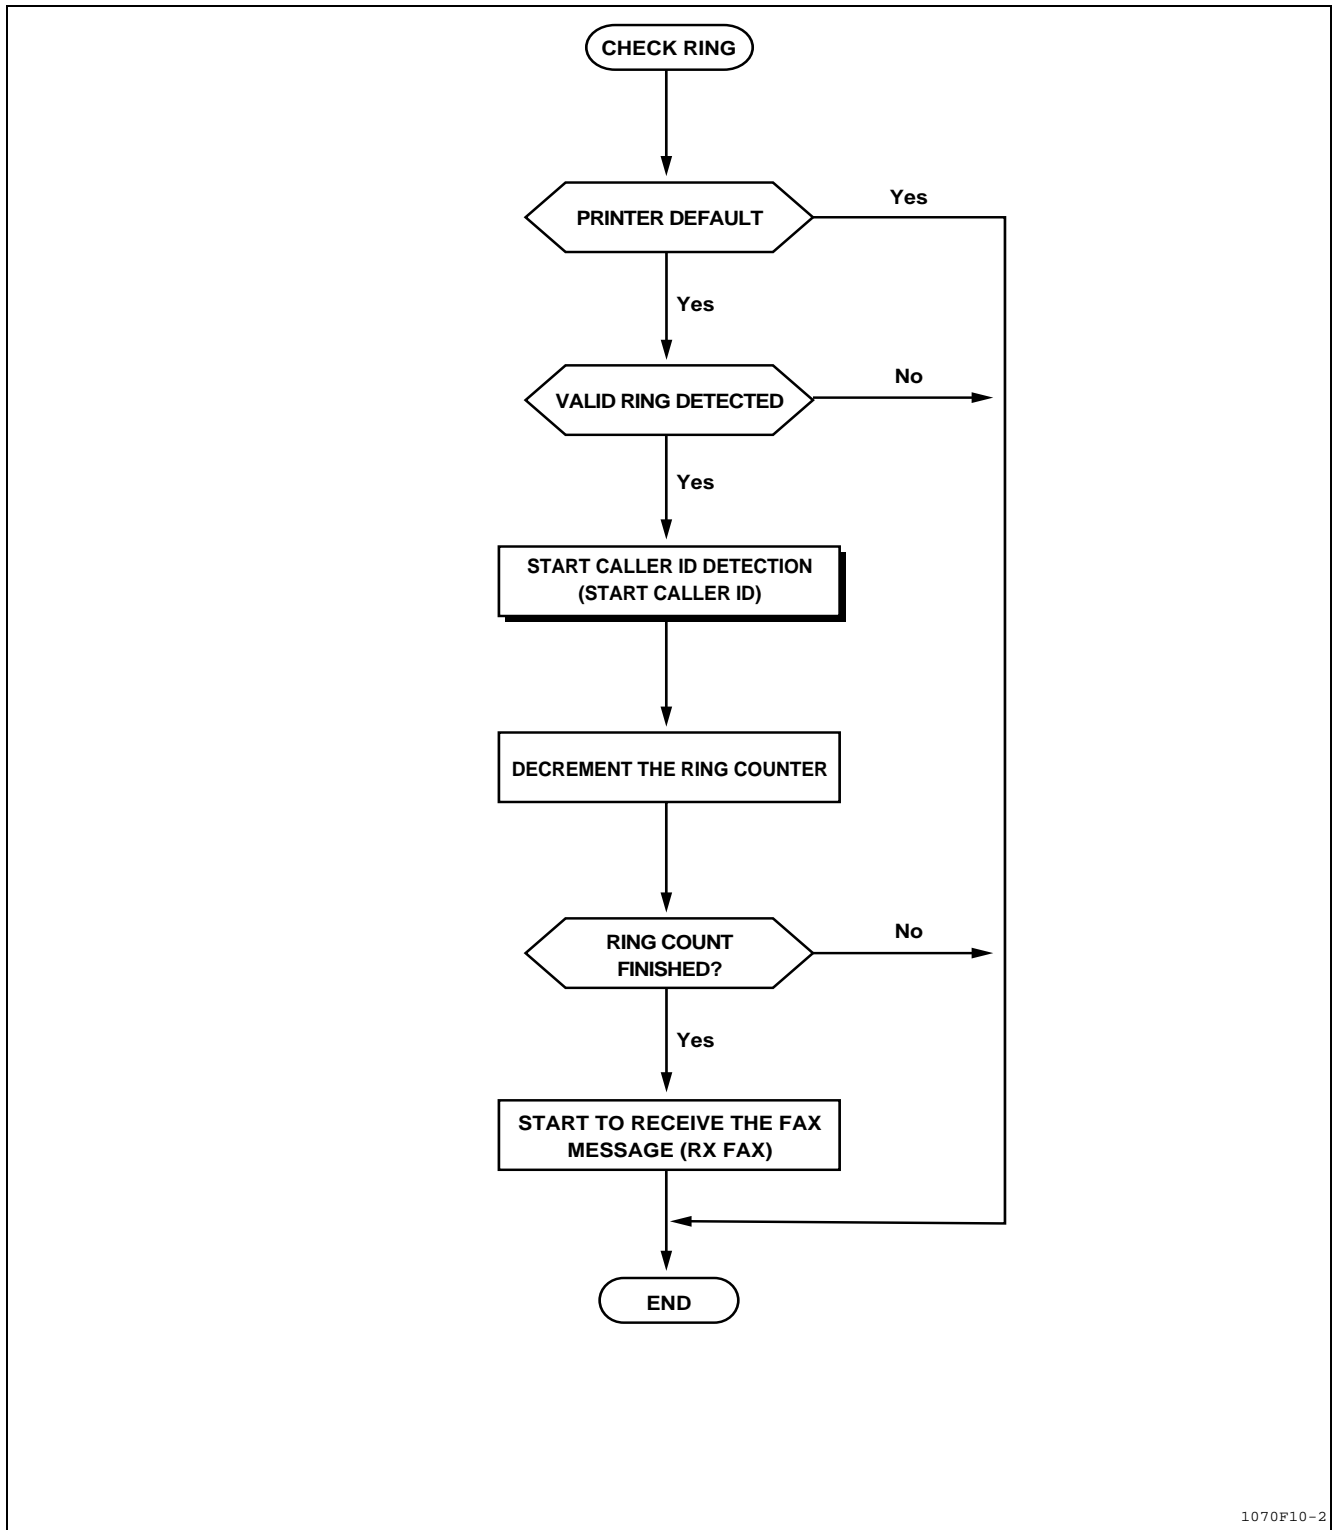 CHECK RING
PRINTER DEFAULT
Yes
Yes
VALID RING DETECTED
No
Yes
START CALLER ID DETECTION
(START CALLER ID)
DECREMENT THE RING COUNTER
RING COUNT
FINISHED?
No
Yes
START TO RECEIVE THE FAX
MESSAGE (RX FAX)
END
1070F10-2